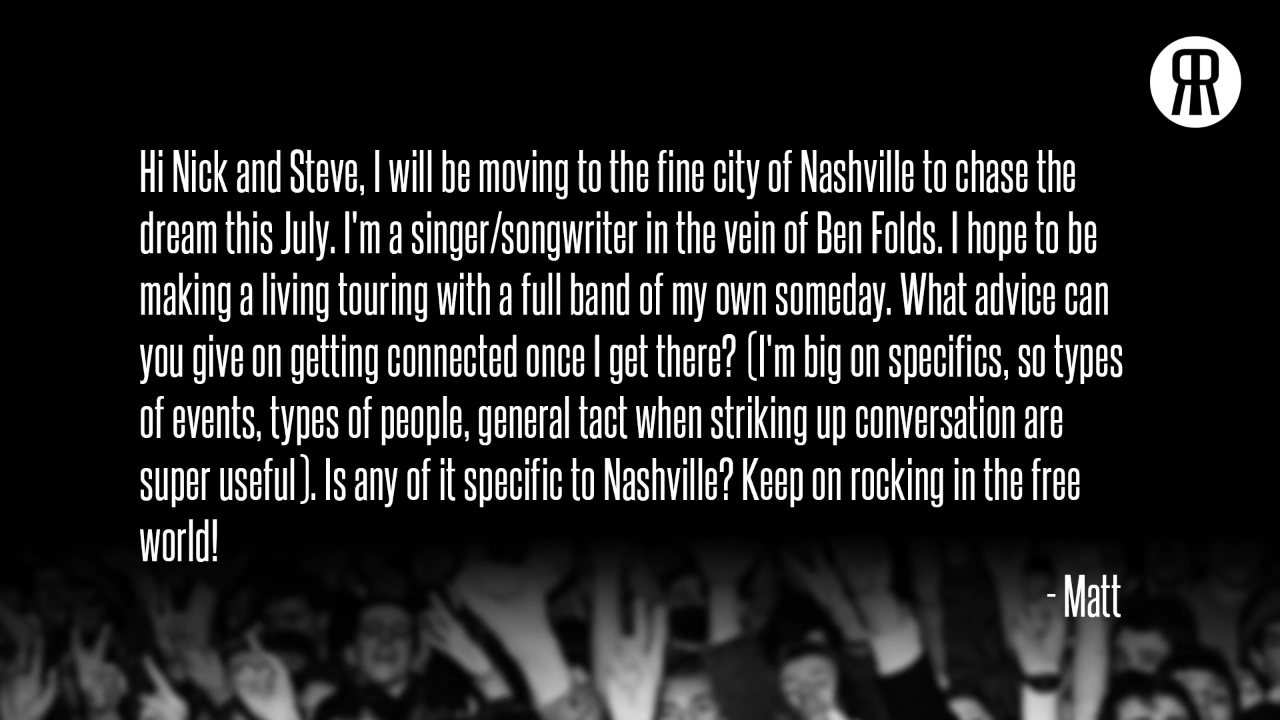 Hi Nick and Steve, I will be moving to the fine city of Nashville to chase the
dream this July. I'm a singer/songwriter in the vein of Ben Folds. I hope to be
making a living touring with a full band of my own someday. What advice can
you give on getting connected once I get there? (I'm big on specifics, so types
of events, types of people, general tact when striking up conversation are
super useful). Is any of it specific to Nashville? Keep on rocking in the free
world!
- Matt